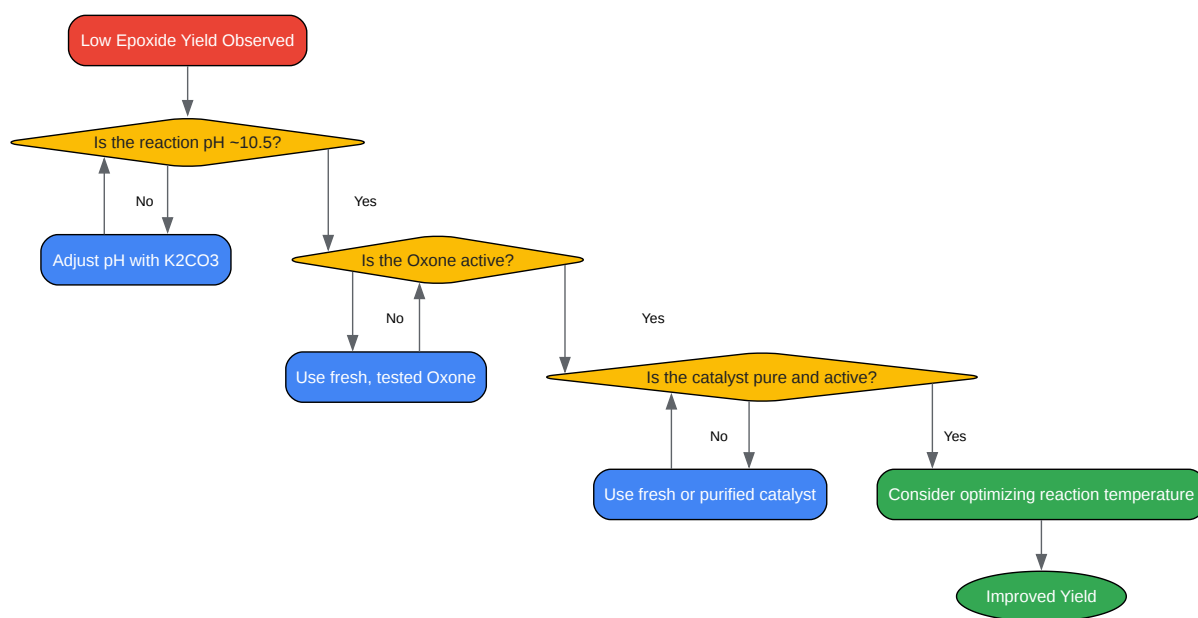 Low Epoxide Yield Observed
Is the reaction pH ~10.5?
No
Yes
Adjust pH with K2CO3
Is the Oxone active?
No
Yes
Use fresh, tested Oxone
Is the catalyst pure and active?
No
Yes
Use fresh or purified catalyst
Consider optimizing reaction temperature
Improved Yield